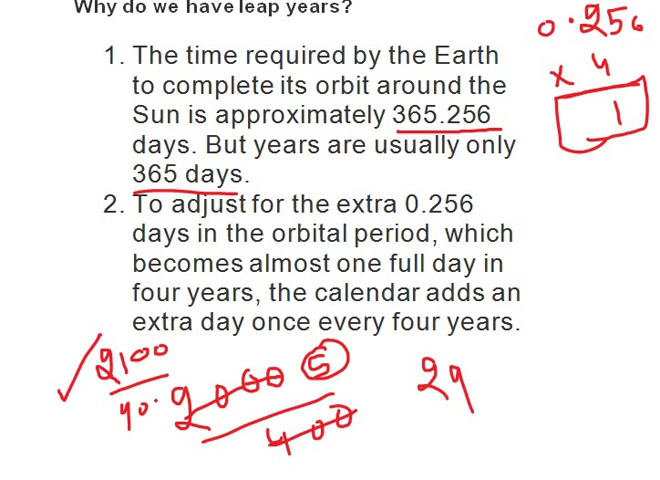 Why do we have leap years?
0.256
x 4
1
1. The time required by the Earth
to complete its orbit around the
Sun is approximately 365.256
days. But years are usually only
365 days.
2. To adjust for the extra 0.256
days in the orbital period, which
becomes almost one full day in
four years, the calendar adds an
extra day once every four years.
2100
40.
2000 5
400
29